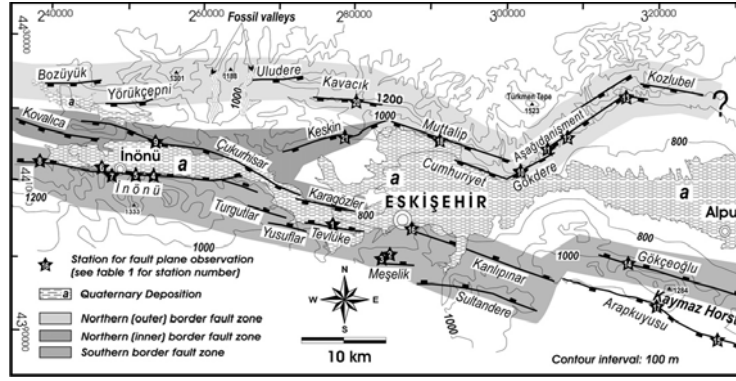 240000
260000
280000
300000
320000
4430000
Fossil valleys
Bozüyük
1301
1188
Uludere
Yörükçepni
1000
Kavacık
1200
Türkmen Tepe
1523
Kozlubel
?
a
Kovalıca
Keskin
1000
Muttalip
Aşağıdanişment
800
İnönü
a
Çukurhisar
Cumhuriyet
Gökdere
4410000
İnönü
Karagözler
a
ESKİŞEHİR
a
1200
1333
Turgutlar
800
Alpu
Yusuflar
Tevlüke
1000
800
Station for fault plane observation
(see table 1 for station number)
Meşelik
Kanlıpınar
1000
Gökçeoğlu
a Quaternary Deposition
N
W E
S
Sultandere
1284
Kaymaz Horst
Northern (outer) border fault zone
Arapkuyusu
4390000
Northern (inner) border fault zone
1000
Southern border fault zone
10 km
Contour interval: 100 m